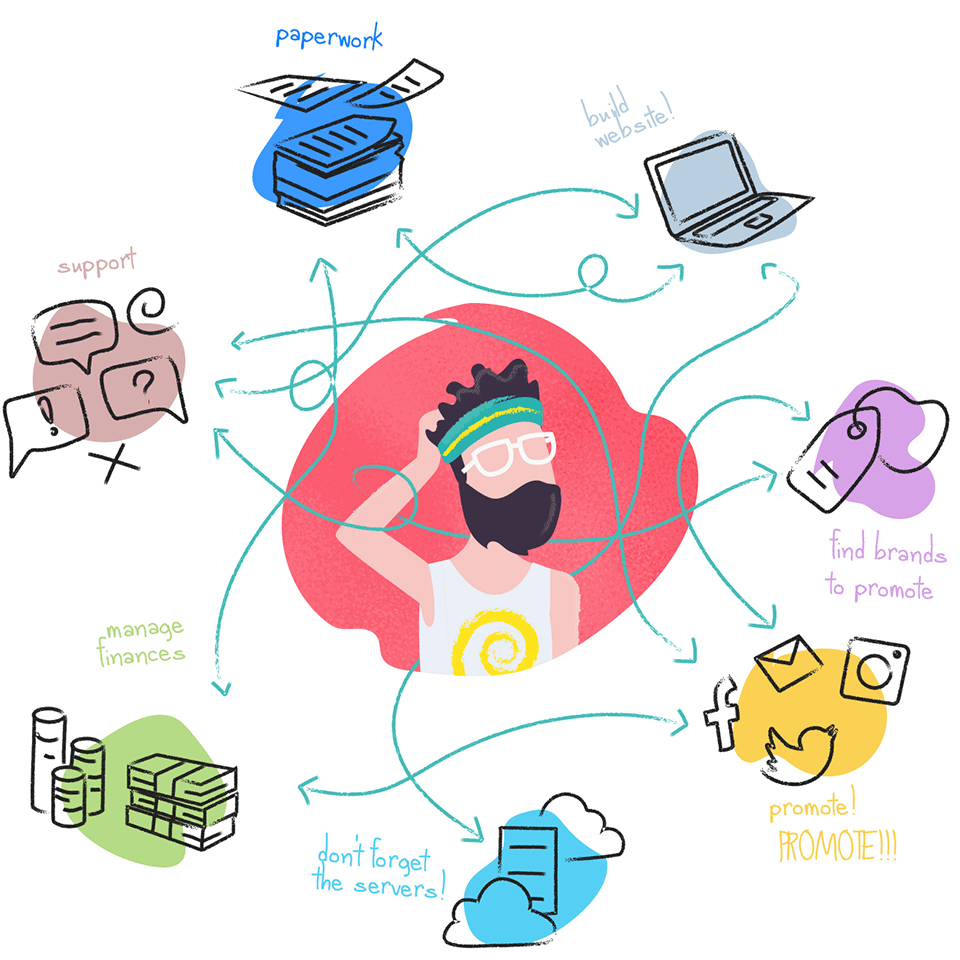 paperwork
build
website!
support
find brands
to promote
manage
finances
promote!
PROMOTE!!!
don't forget
the servers!